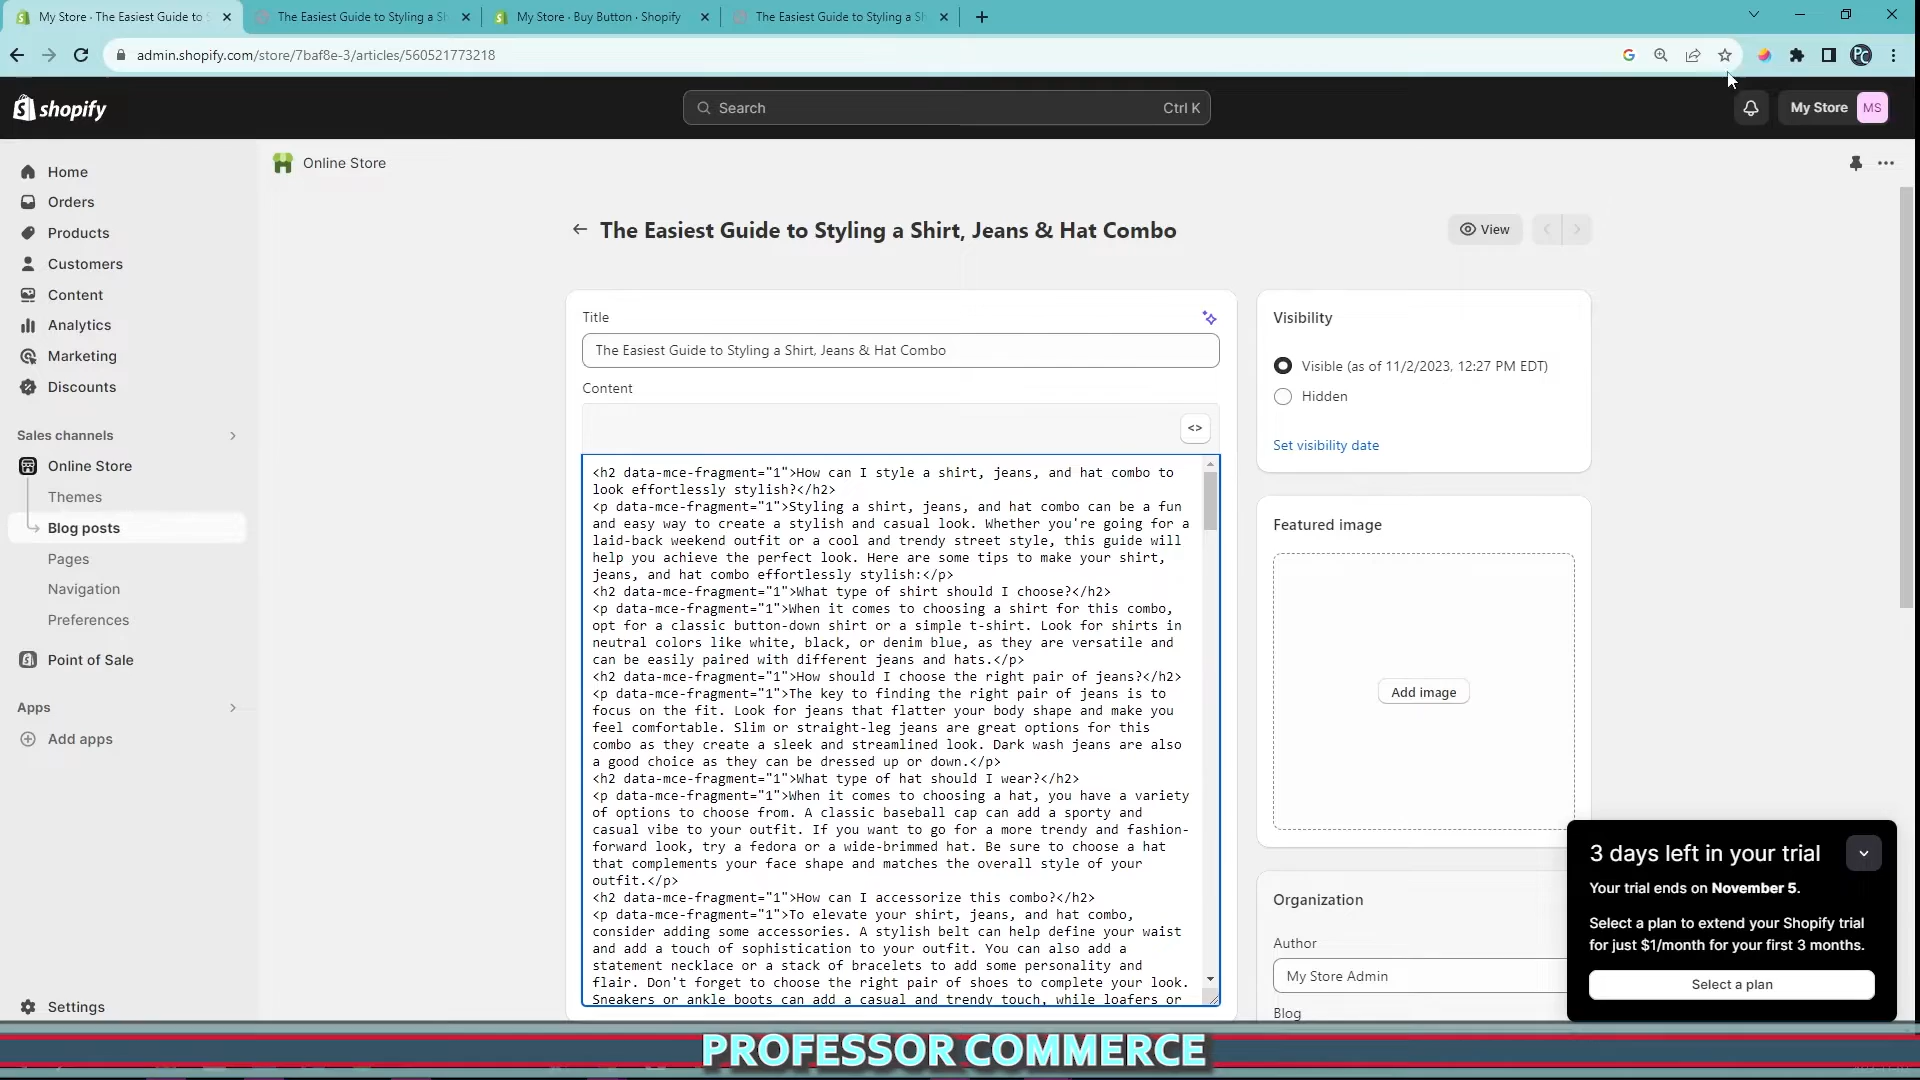 My Store · The Easiest Guide to S
The Easiest Guide to Styling a Sh
My Store · Buy Button · Shopify
The Easiest Guide to Styling a Sh
admin.shopify.com/store/7baf8e-3/articles/560521773218
shopify
Search
Ctrl K
My Store
MS
Home
Orders
Products
Customers
Content
Analytics
Marketing
Discounts
Sales channels
Online Store
Themes
Blog posts
Pages
Navigation
Preferences
Point of Sale
Apps
Add apps
Settings
Online Store
The Easiest Guide to Styling a Shirt, Jeans & Hat Combo
View
Title
The Easiest Guide to Styling a Shirt, Jeans & Hat Combo
Content
<>
<h2 data-mce-fragment="1">How can I style a shirt, jeans, and hat combo to
look effortlessly stylish?</h2>
<p data-mce-fragment="1">Styling a shirt, jeans, and hat combo can be a fun
and easy way to create a stylish and casual look. Whether you're going for a
laid-back weekend outfit or a cool and trendy street style, this guide will
help you achieve the perfect look. Here are some tips to make your shirt,
jeans, and hat combo effortlessly stylish:</p>
<h2 data-mce-fragment="1">What type of shirt should I choose?</h2>
<p data-mce-fragment="1">When it comes to choosing a shirt for this combo,
opt for a classic button-down shirt or a simple t-shirt. Look for shirts in
neutral colors like white, black, or denim blue, as they are versatile and
can be easily paired with different jeans and hats.</p>
<h2 data-mce-fragment="1">How should I choose the right pair of jeans?</h2>
<p data-mce-fragment="1">The key to finding the right pair of jeans is to
focus on the fit. Look for jeans that flatter your body shape and make you
feel comfortable. Slim or straight-leg jeans are great options for this
combo as they create a sleek and streamlined look. Dark wash jeans are also
a good choice as they can be dressed up or down.</p>
<h2 data-mce-fragment="1">What type of hat should I wear?</h2>
<p data-mce-fragment="1">When it comes to choosing a hat, you have a variety
of options to choose from. A classic baseball cap can add a sporty and
casual vibe to your outfit. If you want to go for a more trendy and fashion-
forward look, try a fedora or a wide-brimmed hat. Be sure to choose a hat
that complements your face shape and matches the overall style of your
outfit.</p>
<h2 data-mce-fragment="1">How can I accessorize this combo?</h2>
<p data-mce-fragment="1">To elevate your shirt, jeans, and hat combo,
consider adding some accessories. A stylish belt can help define your waist
and add a touch of sophistication to your outfit. You can also add a
statement necklace or a stack of bracelets to add some personality and
flair. Don't forget to choose the right pair of shoes to complete your look.
Sneakers or ankle boots can add a casual and trendy touch, while loafers or
Visibility
Visible (as of 11/2/2023, 12:27 PM EDT)
Hidden
Set visibility date
Featured image
Add image
Organization
Author
My Store Admin
Blog
3 days left in your trial
Your trial ends on November 5.
Select a plan to extend your Shopify trial
for just $1/month for your first 3 months.
Select a plan
PROFESSOR COMMERCE